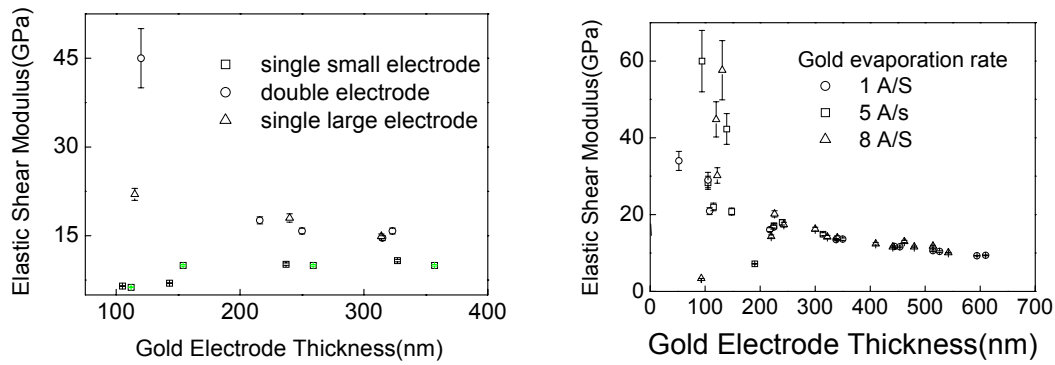 Elastic Shear Modulus(GPa)
45
30
15
100
200
300
400
Gold Electrode Thickness(nm)
single small electrode
double electrode
single large electrode
Elastic Shear Modulus(GPa)
60
40
20
0
0 100 200 300 400 500 600 700
Gold Electrode Thickness(nm)
Gold evaporation rate
1 A/S
5 A/s
8 A/S